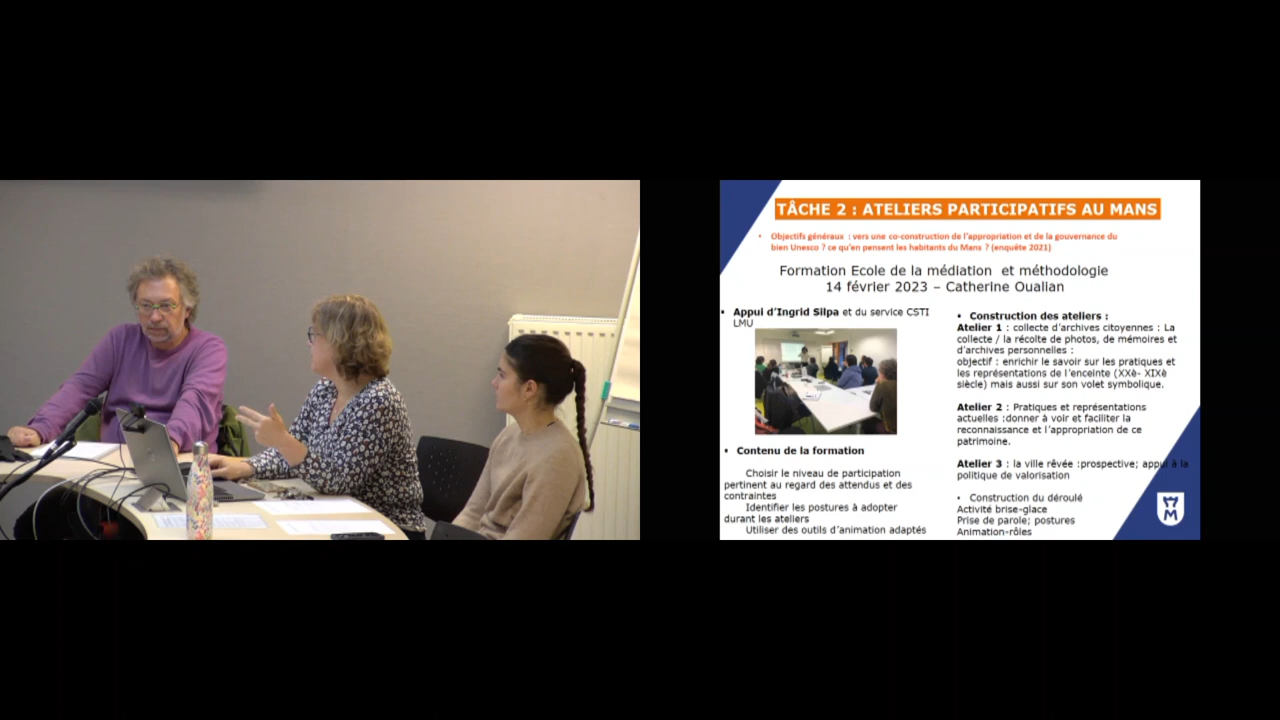 TÂCHE 2 : ATELIERS PARTICIPATIFS AU MANS
• Objectifs généraux : vers une co-construction de l'appropriation et de la gouvernance du
bien Unesco ? ce qu'en pensent les habitants du Mans ? (enquête 2021)
Formation Ecole de la médiation et méthodologie
14 février 2023 – Catherine Oualian
• Appui d'Ingrid Silpa et du service CSTI
LMU
• Contenu de la formation
Choisir le niveau de participation
pertinent au regard des attendus et des
contraintes
Identifier les postures à adopter
durant les ateliers
Utiliser des outils d'animation adaptés
• Construction des ateliers :
Atelier 1 : collecte d'archives citoyennes : La
collecte / la récolte de photos, de mémoires et
d'archives personnelles :
objectif : enrichir le savoir sur les pratiques et
les représentations de l'enceinte (XXè- XIXè
siècle) mais aussi sur son volet symbolique.
Atelier 2 : Pratiques et représentations
actuelles :donner à voir et faciliter la
reconnaissance et l'appropriation de ce
patrimoine.
Atelier 3 : la ville rêvée :prospective; appui à la
politique de valorisation
• Construction du déroulé
Activité brise-glace
Prise de parole; postures
Animation-rôles